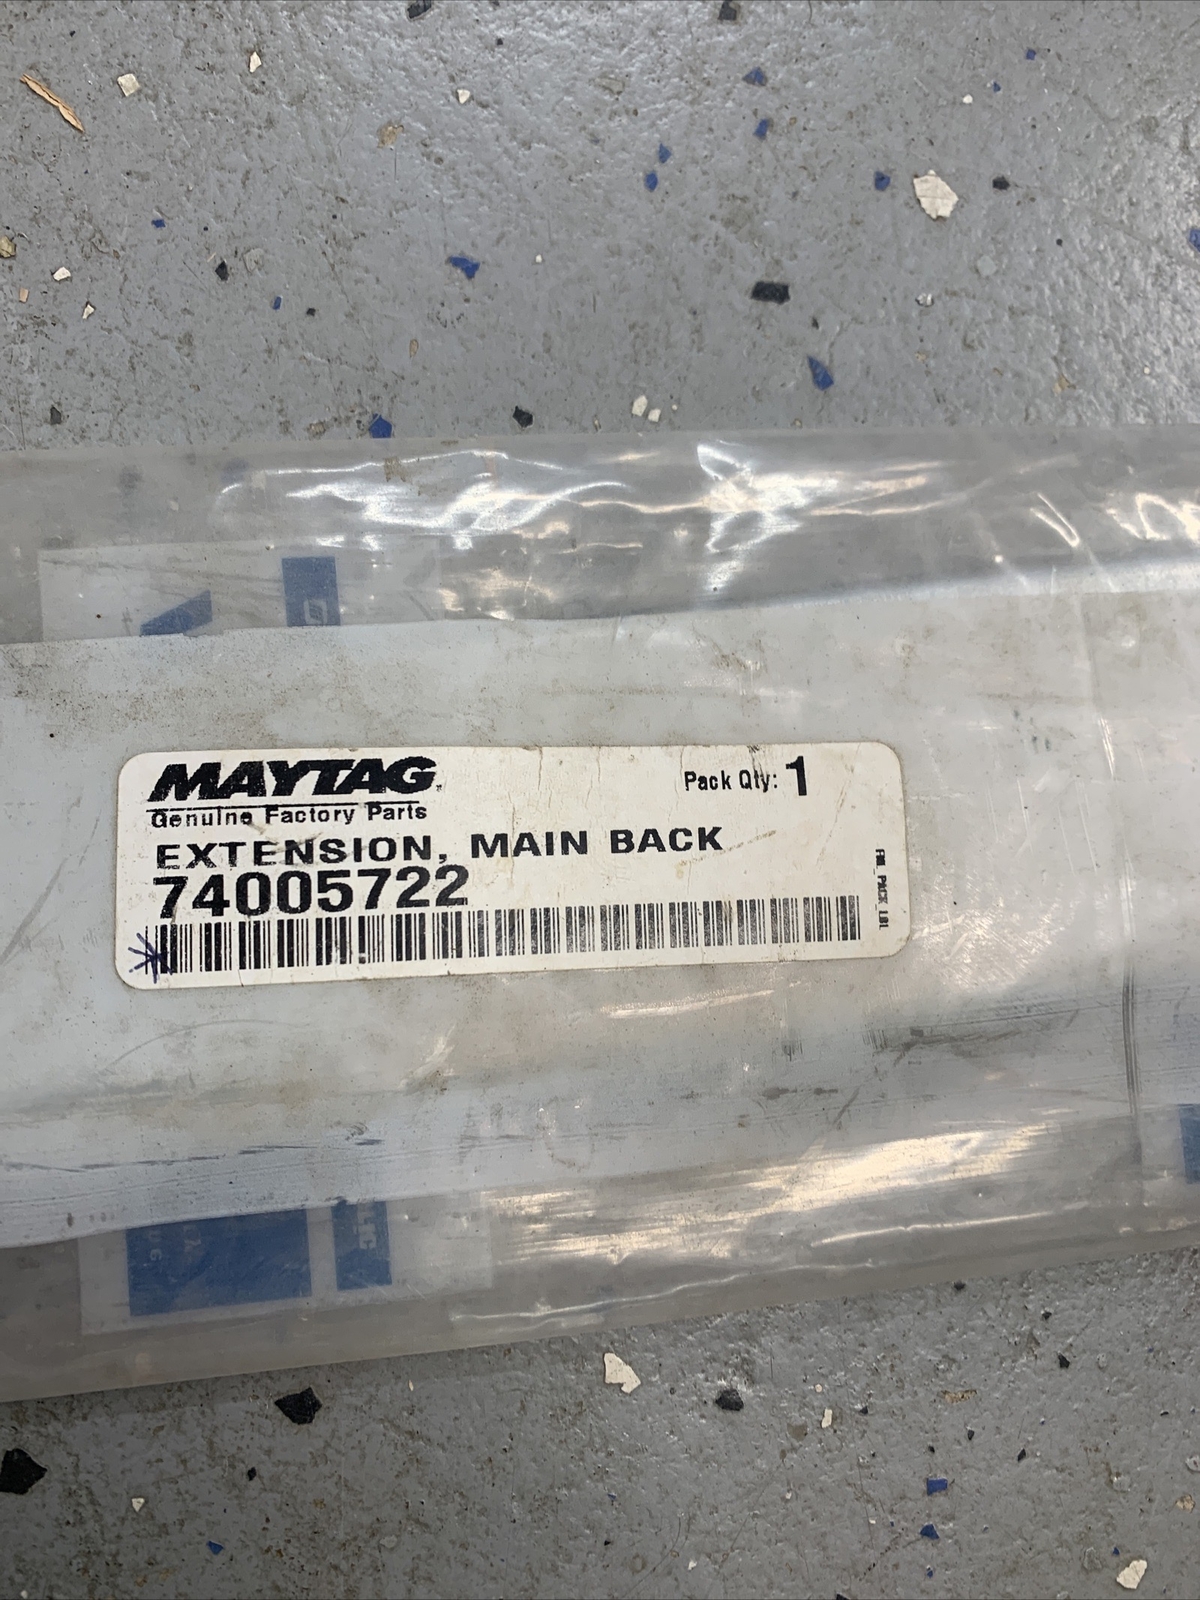 MAYTAG
Genuine Factory Parts
Pack Qty: 1
EXTENSION, MAIN BACK
74005722